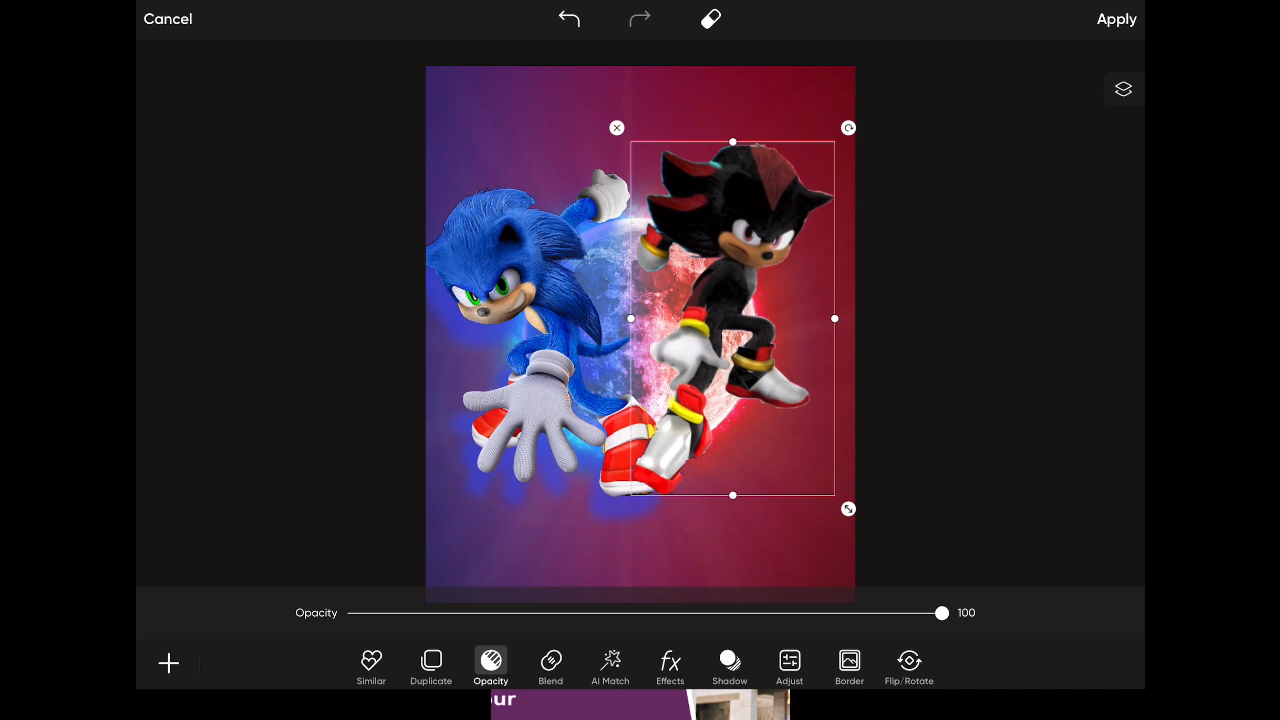 Cancel
Apply
Opacity
100
Similar
Duplicate
Opacity
Blend
AI Match
fx
Effects
Shadow
Adjust
Border
Flip/Rotate